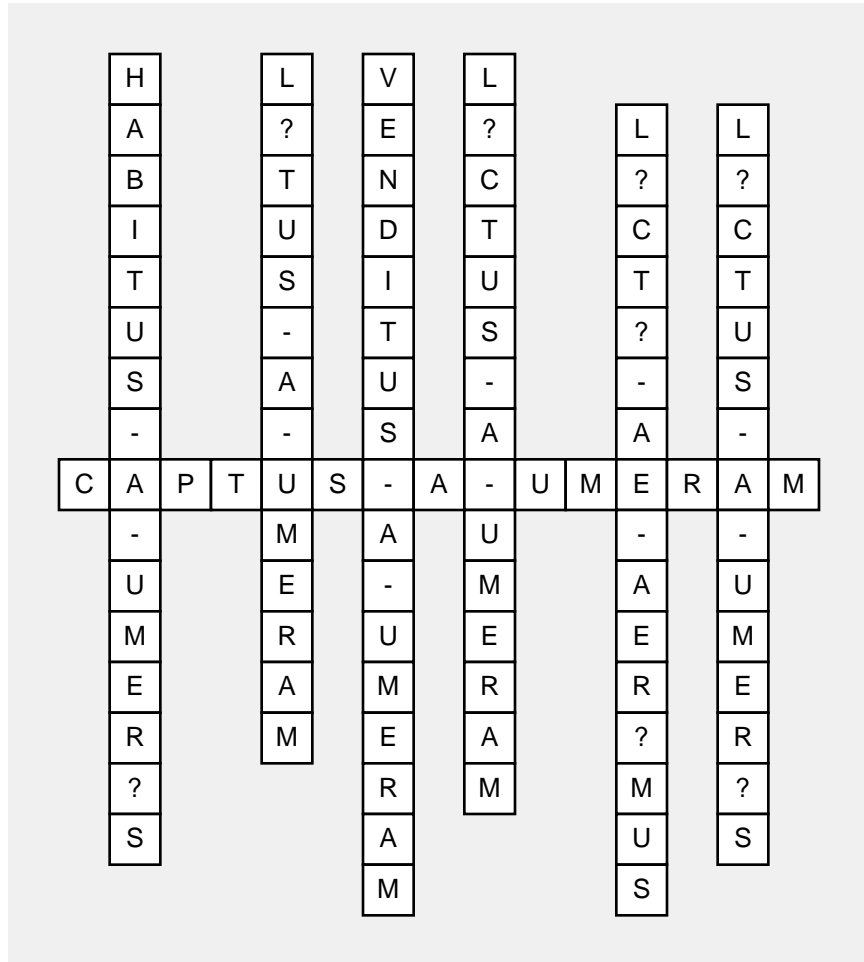 HABITUS-A-UMER?S
L?TUS-A-UMERAM
VENDITUS-A-UMERAM
L?CTUS-A-UMERAM
L?CT?-AE-AER?MUS
L?CTUS-A-UMER?S
CAPTUS-A-UMERAM